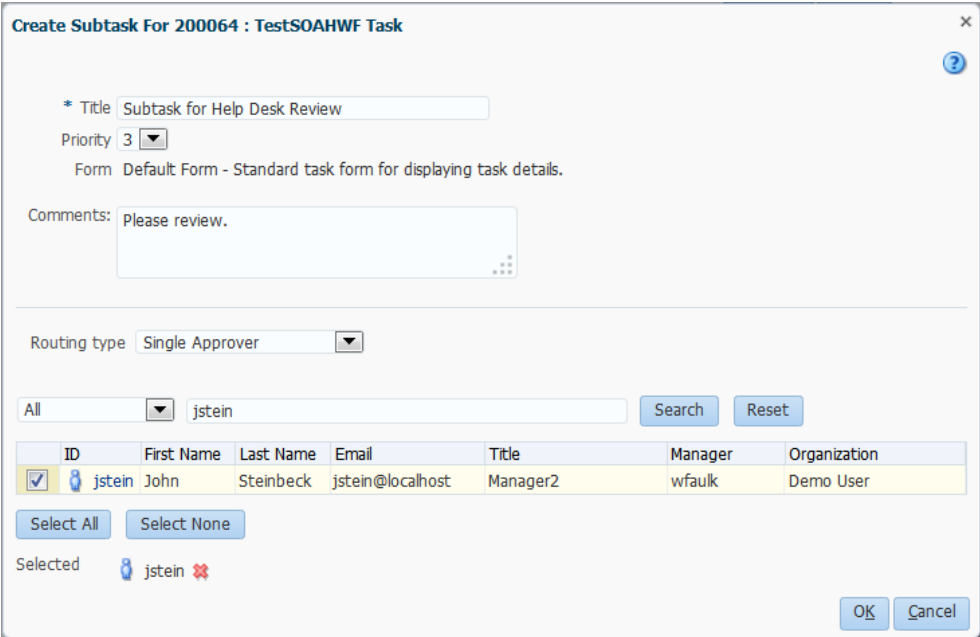 Create Subtask For 200064 : TestSOAHWF Task
* Title Subtask for Help Desk Review
Priority 3
Form Default Form - Standard task form for displaying task details.
Comments: Please review.
Routing type Single Approver
All jstein Search Reset
ID First Name Last Name Email Title Manager Organization
jstein John Steinbeck jstein@localhost Manager2 wfaulk Demo User
Select All Select None
Selected jstein
OK Cancel